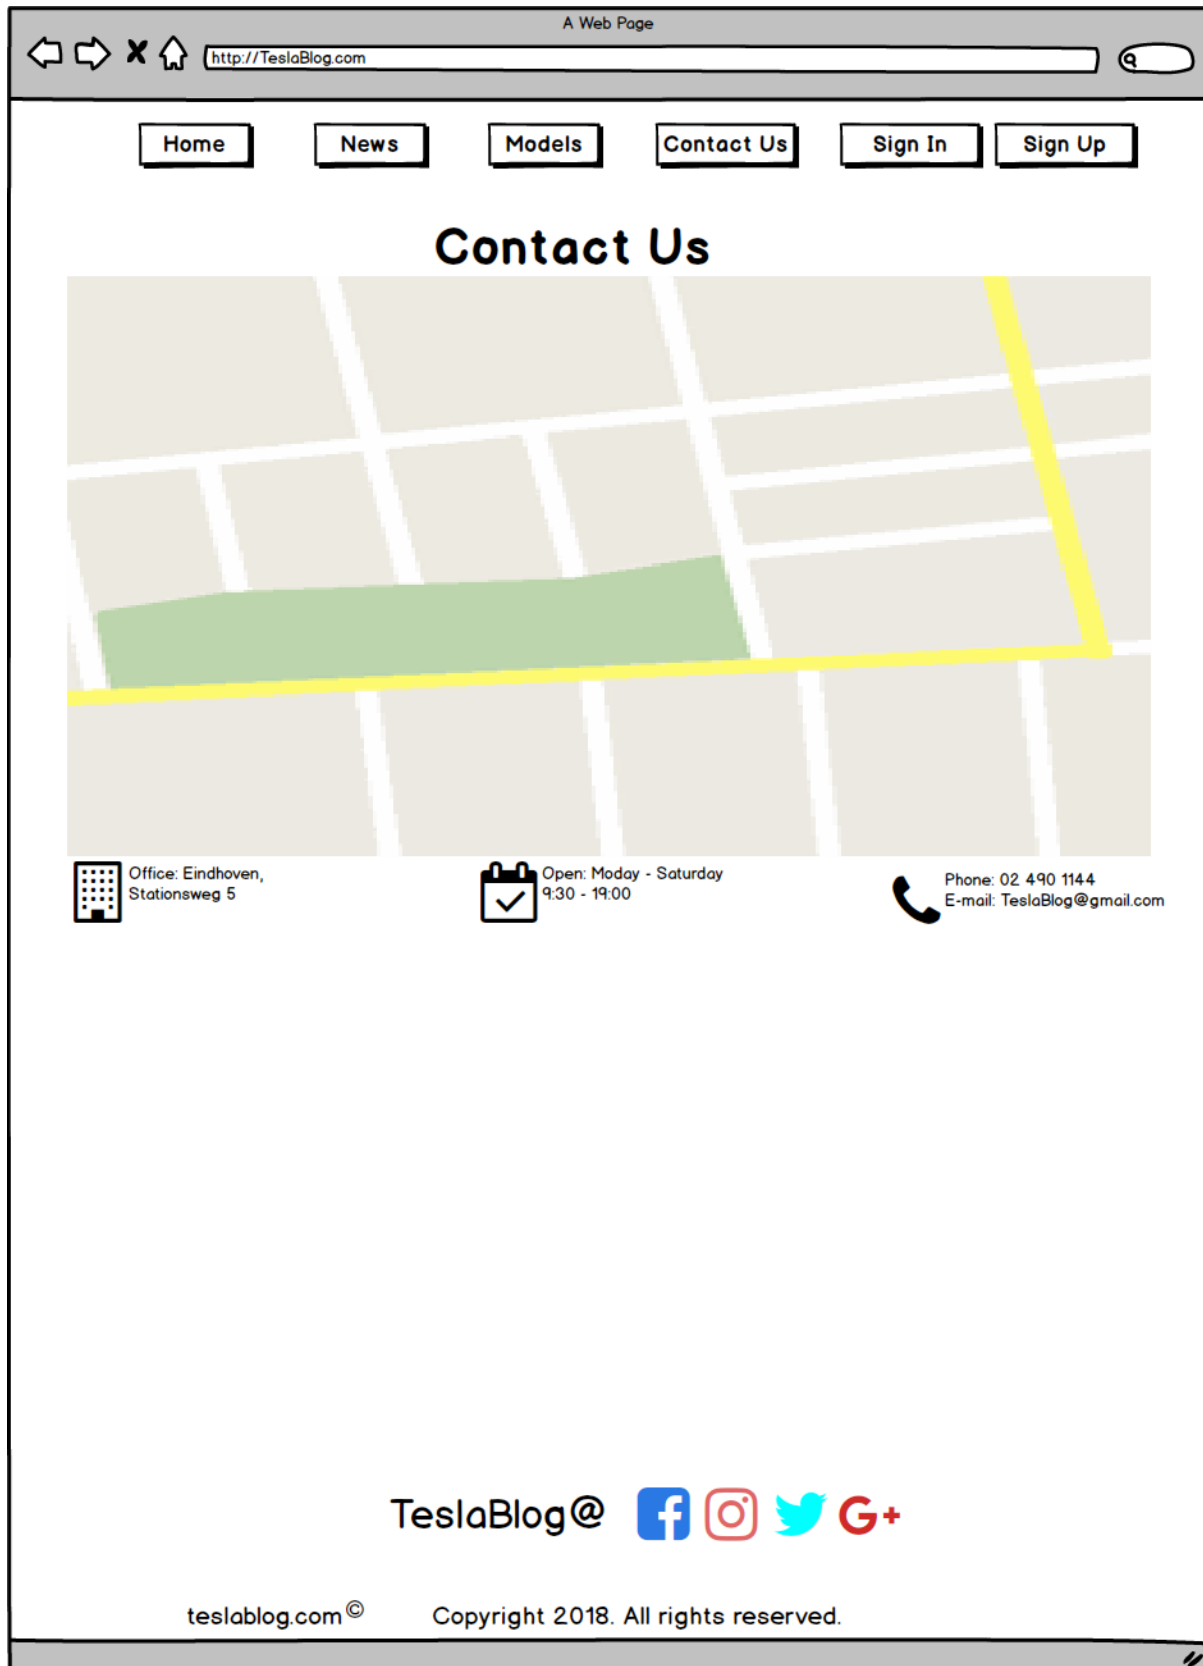 A Web Page
http://TeslaBlog.com
Home News Models Contact Us Sign In Sign Up
Contact Us
Office: Eindhoven,
Stationsweg 5
Open: Moday - Saturday
9:30 - 19:00
Phone: 02 490 1144
E-mail: TeslaBlog@gmail.com
TeslaBlog@
teslablog.com© Copyright 2018. All rights reserved.